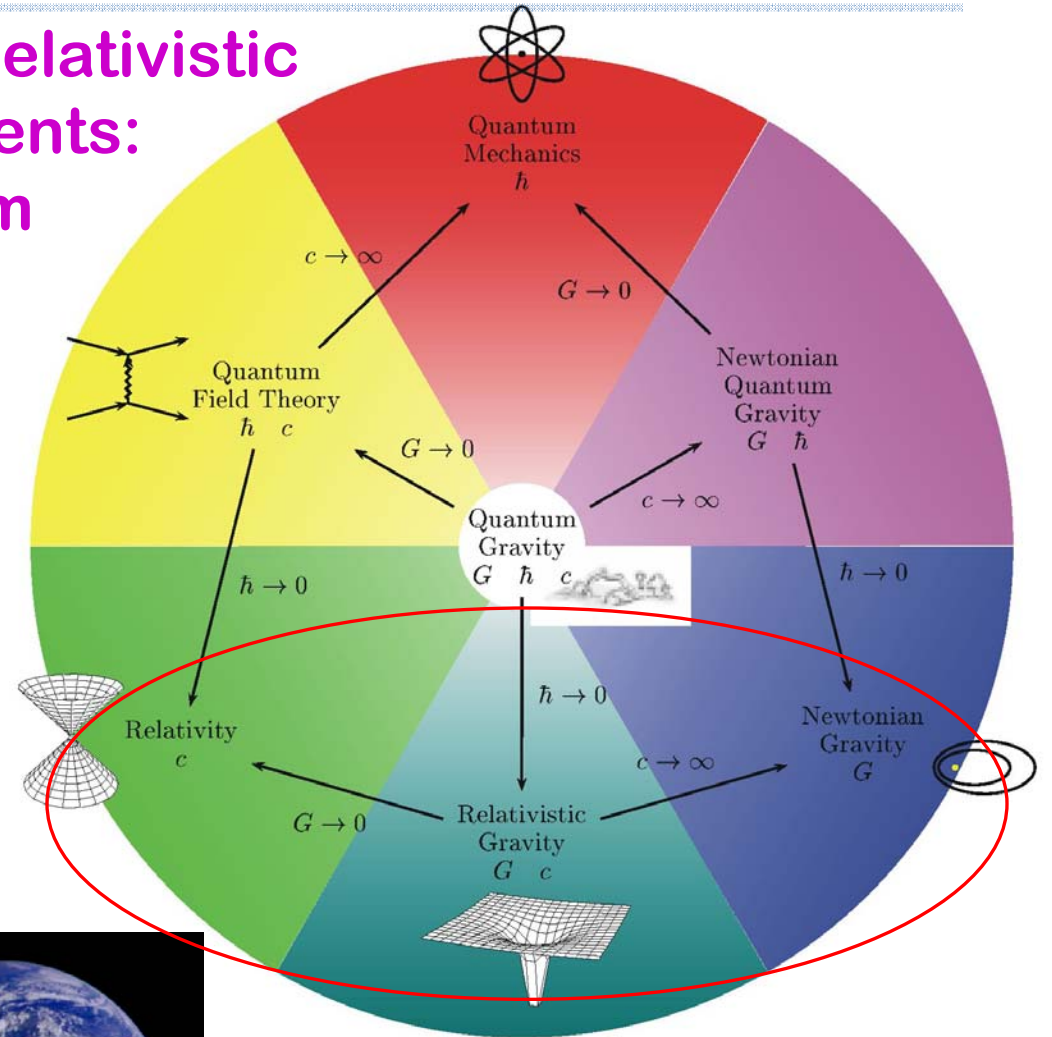 elativistic
ents:
m
Quantum
Mechanics
ℏ
c → ∞
G → 0
Quantum
Field Theory
ℏ c
Newtonian
Quantum
Gravity
G ℏ
G → 0
c → ∞
Quantum
Gravity
G ℏ c
ℏ → 0
ℏ → 0
ℏ → 0
Relativity
c
Newtonian
Gravity
G
c → ∞
G → 0
Relativistic
Gravity
G c